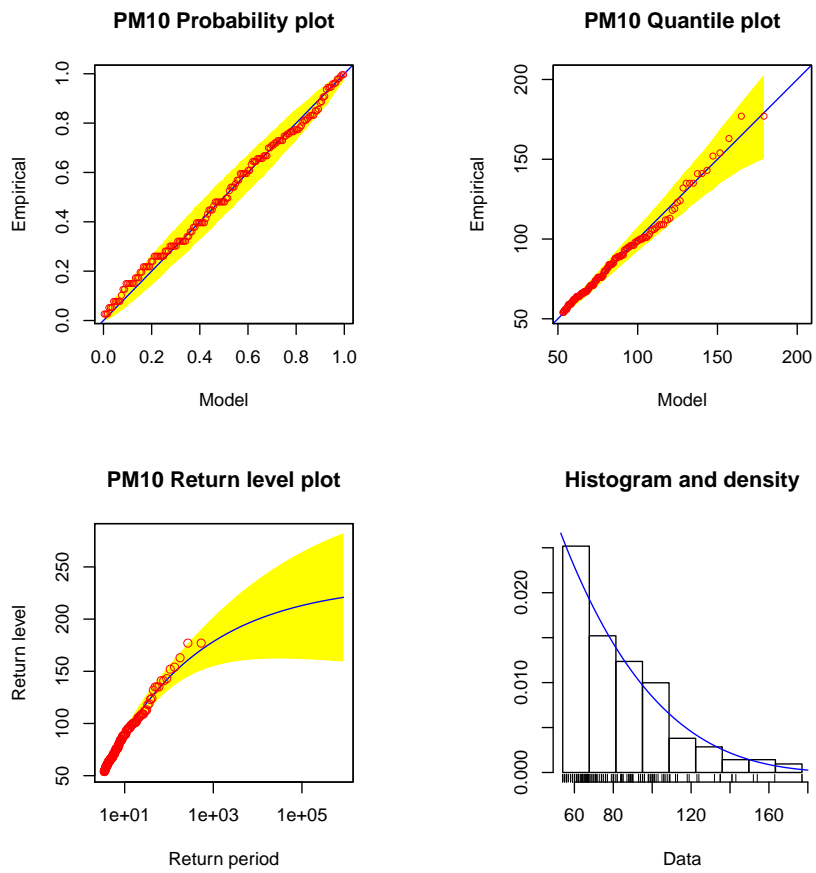 PM10 Probability plot
Empirical
0.0 0.2 0.4 0.6 0.8 1.0
0.0 0.2 0.4 0.6 0.8 1.0
Model
PM10 Quantile plot
Empirical
50 100 150 200
50 100 150 200
Model
PM10 Return level plot
Return level
50 100 150 200 250
1e+01 1e+03 1e+05
Return period
Histogram and density
0.000 0.010 0.020
60 80 120 160
Data